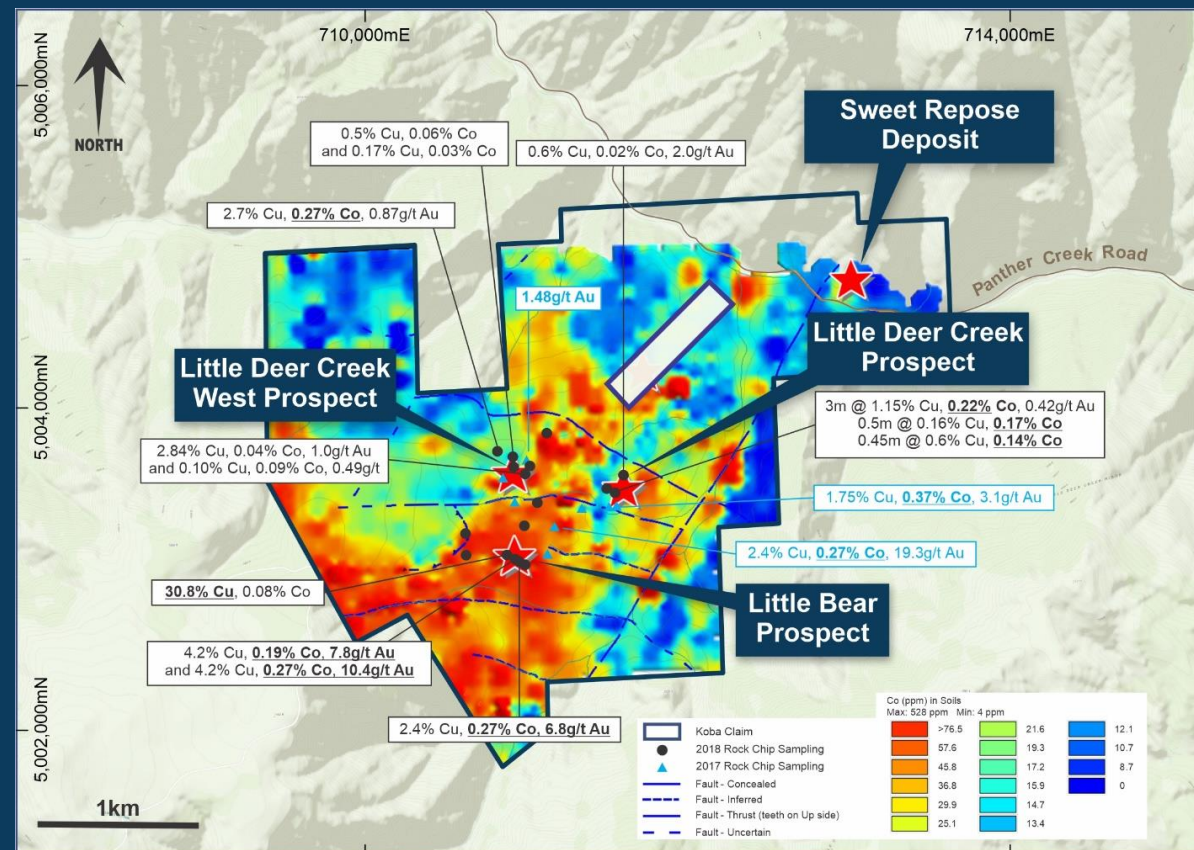 710,000mE
714,000mE
5,006,000mN
5,004,000mN
5,002,000mN
NORTH
Sweet Repose
Deposit
0.5% Cu, 0.06% Co
and 0.17% Cu, 0.03% Co
0.6% Cu, 0.02% Co, 2.0g/t Au
2.7% Cu, 0.27% Co, 0.87g/t Au
Panther Creek Road
1.48g/t Au
Little Deer Creek
West Prospect
Little Deer Creek
Prospect
3m @ 1.15% Cu, 0.22% Co, 0.42g/t Au
0.5m @ 0.16% Cu, 0.17% Co
0.45m @ 0.6% Cu, 0.14% Co
2.84% Cu, 0.04% Co, 1.0g/t Au
and 0.10% Cu, 0.09% Co, 0.49g/t
1.75% Cu, 0.37% Co, 3.1g/t Au
2.4% Cu, 0.27% Co, 19.3g/t Au
30.8% Cu, 0.08% Co
Little Bear
Prospect
4.2% Cu, 0.19% Co, 7.8g/t Au
and 4.2% Cu, 0.27% Co, 10.4g/t Au
2.4% Cu, 0.27% Co, 6.8g/t Au
1km
Koba Claim
2018 Rock Chip Sampling
2017 Rock Chip Sampling
Fault - Concealed
Fault - Inferred
Fault - Thrust (teeth on Up side)
Fault - Uncertain
Co (ppm) in Soils
Max: 528 ppm Min: 4 ppm
>76.5
57.6
45.8
36.8
29.9
25.1
21.6
19.3
17.2
15.9
14.7
13.4
12.1
10.7
8.7
0